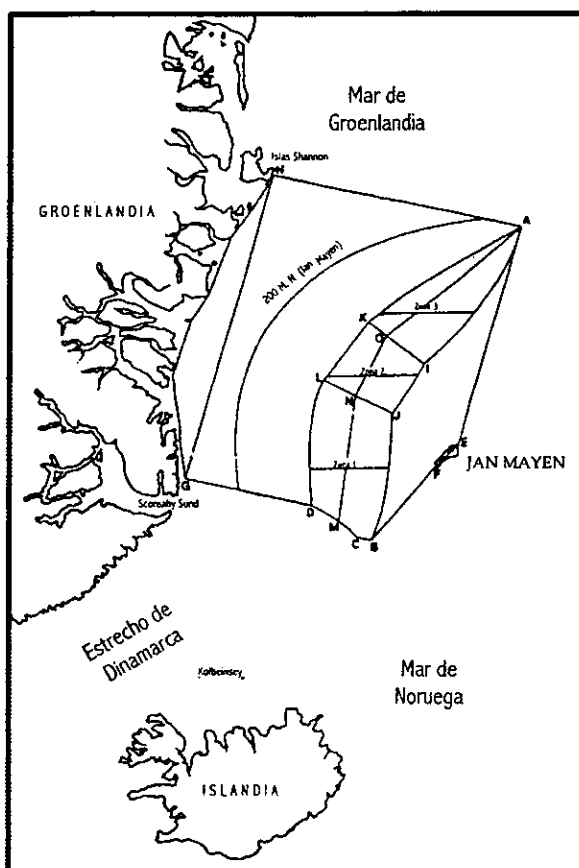 Mar de
Groenlandia
Islas Shannon
H
GROENLANDIA
A
200 M. N (Jan Mayen)
Zona 3
K
O
I
L
Zona 2
N
J
E
JAN MAYEN
F
Zona 1
G
Scoresby Sund
D
M
C
B
Estrecho de
Dinamarca
Kolbeinsey
Mar de
Noruega
ISLANDIA